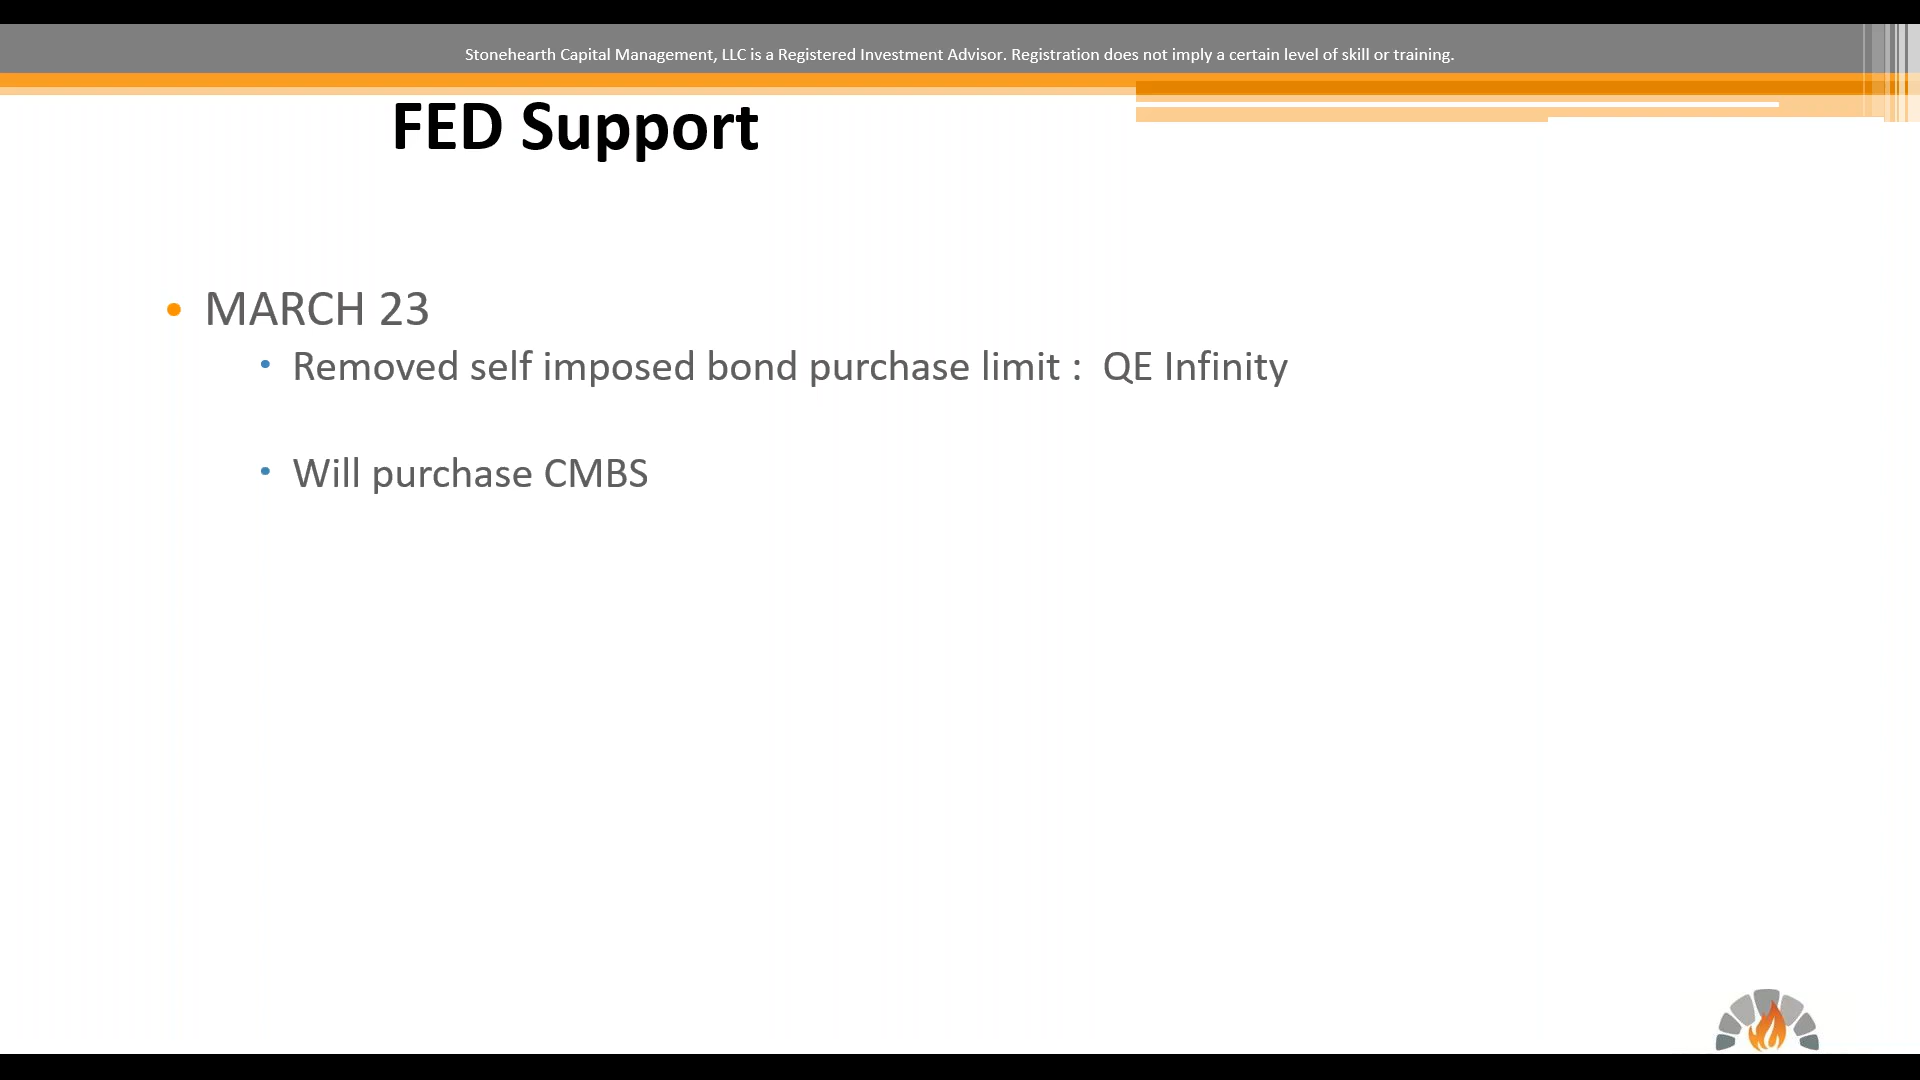 Stonehearth Capital Management, LLC is a Registered Investment Advisor. Registration does not imply a certain level of skill or training.
FED Support
• MARCH 23
• Removed self imposed bond purchase limit :  QE Infinity
• Will purchase CMBS